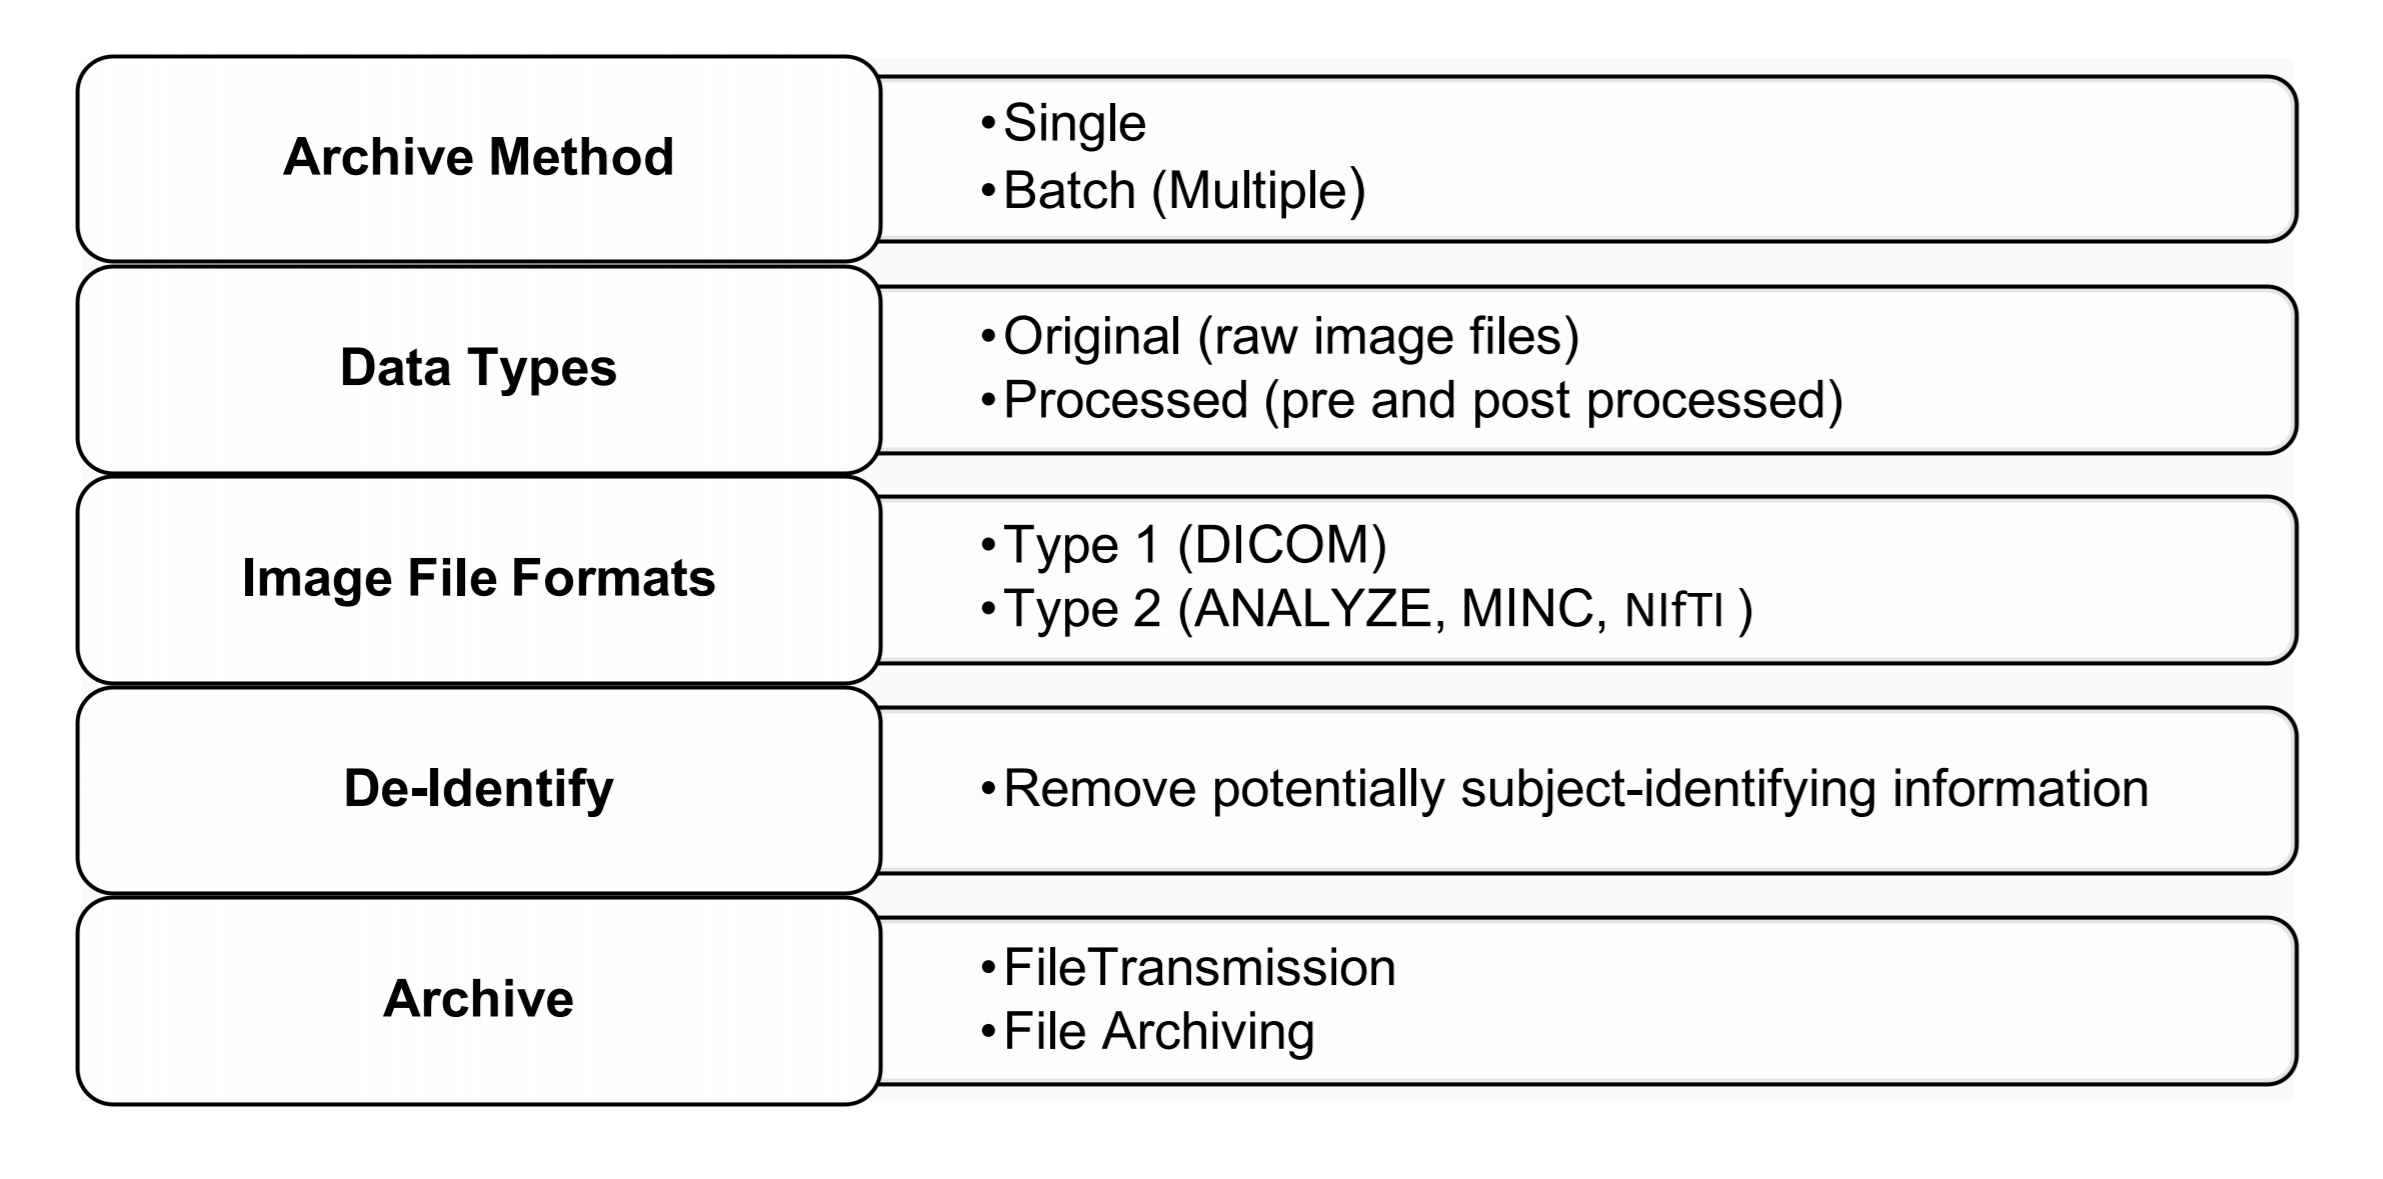 Archive Method
•Single
•Batch (Multiple)
Data Types
•Original (raw image files)
•Processed (pre and post processed)
Image File Formats
•Type 1 (DICOM)
•Type 2 (ANALYZE, MINC, NIfTI )
De-Identify
•Remove potentially subject-identifying information
Archive
•FileTransmission
•File Archiving